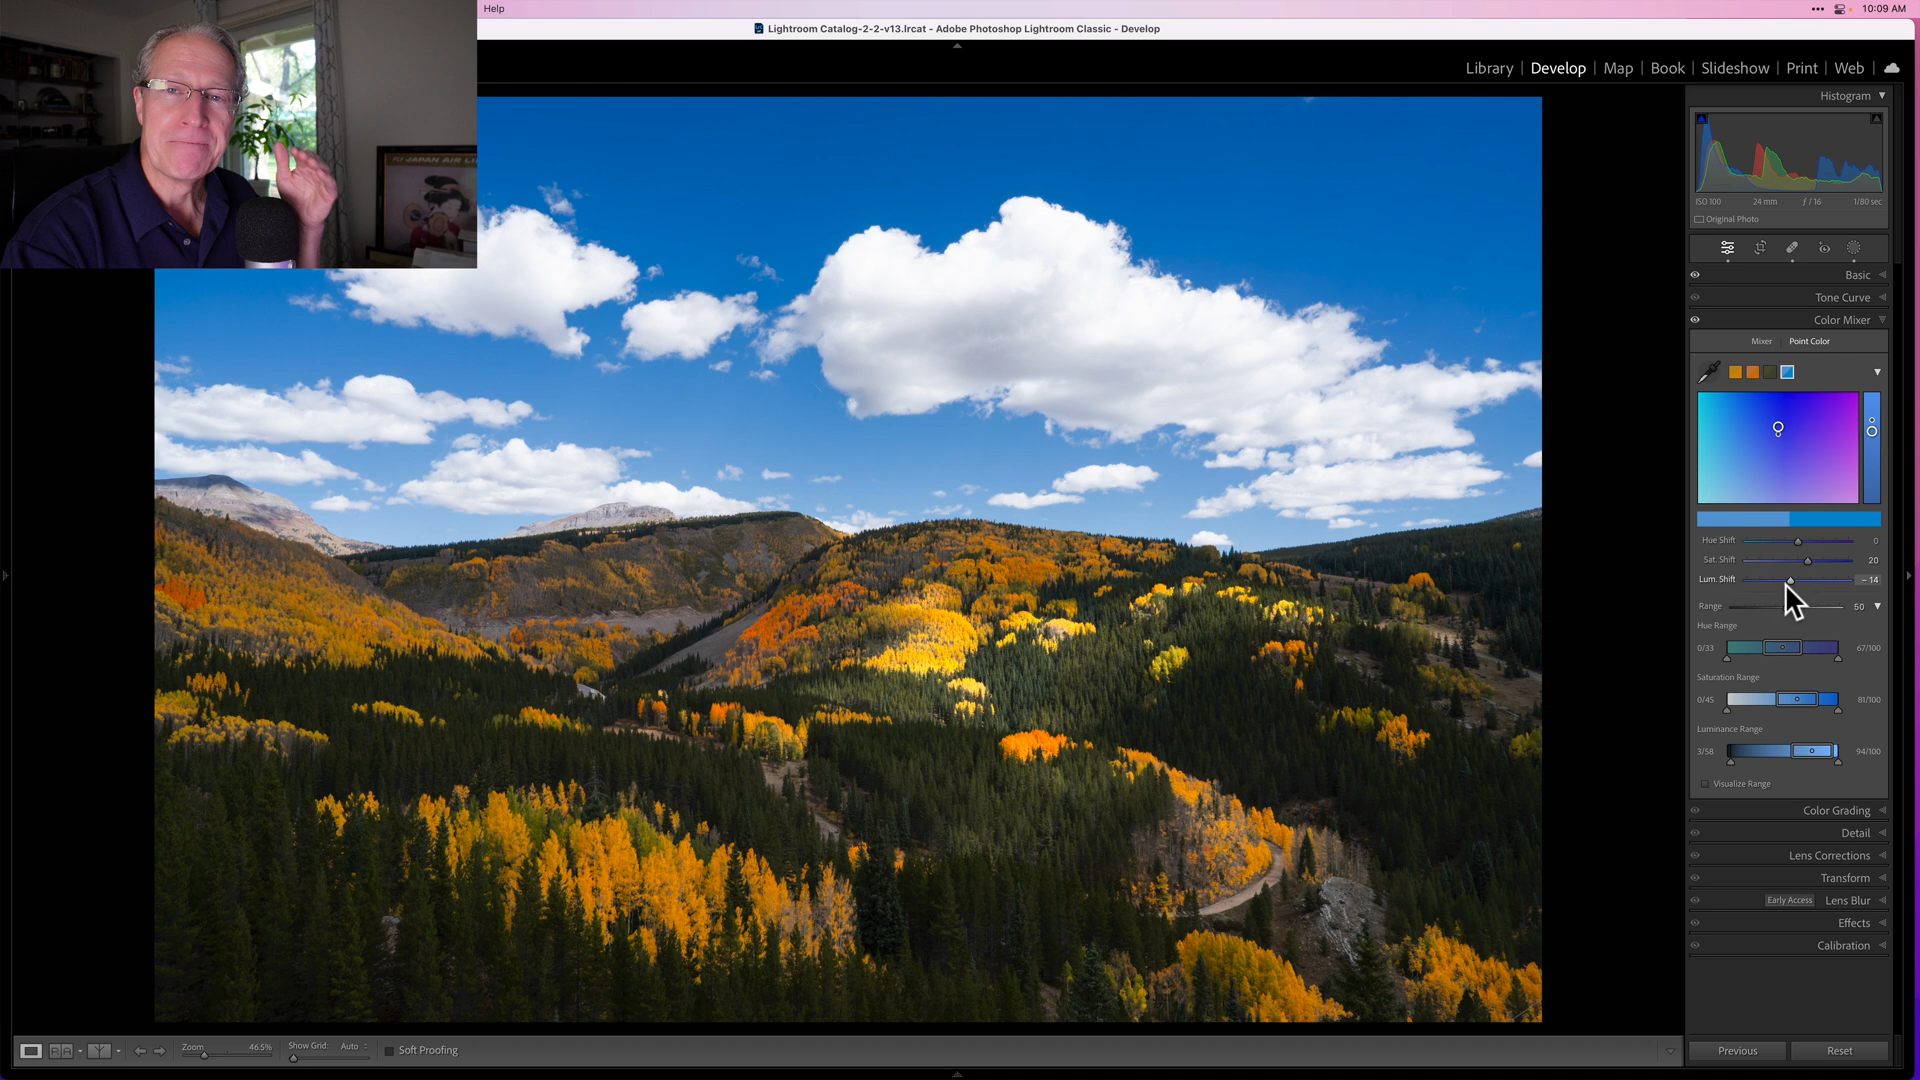 Help
10:09 AM
Lightroom Catalog-2-2-v13.lrcat - Adobe Photoshop Lightroom Classic - Develop
Library | Develop | Map | Book | Slideshow | Print | Web
FLY JAPAN AIR LI
Histogram
ISO 100 24 mm ƒ / 16 1/80 sec
Original Photo
Basic
Tone Curve
Color Mixer
Mixer Point Color
Hue Shift 0
Sat. Shift 20
Lum. Shift – 14
Range 50
Hue Range
0/33 67/100
Saturation Range
0/45 81/100
Luminance Range
3/58 94/100
Visualize Range
Color Grading
Detail
Lens Corrections
Transform
Early Access Lens Blur
Effects
Calibration
Zoom 46.5% Show Grid: Auto Soft Proofing
Previous Reset